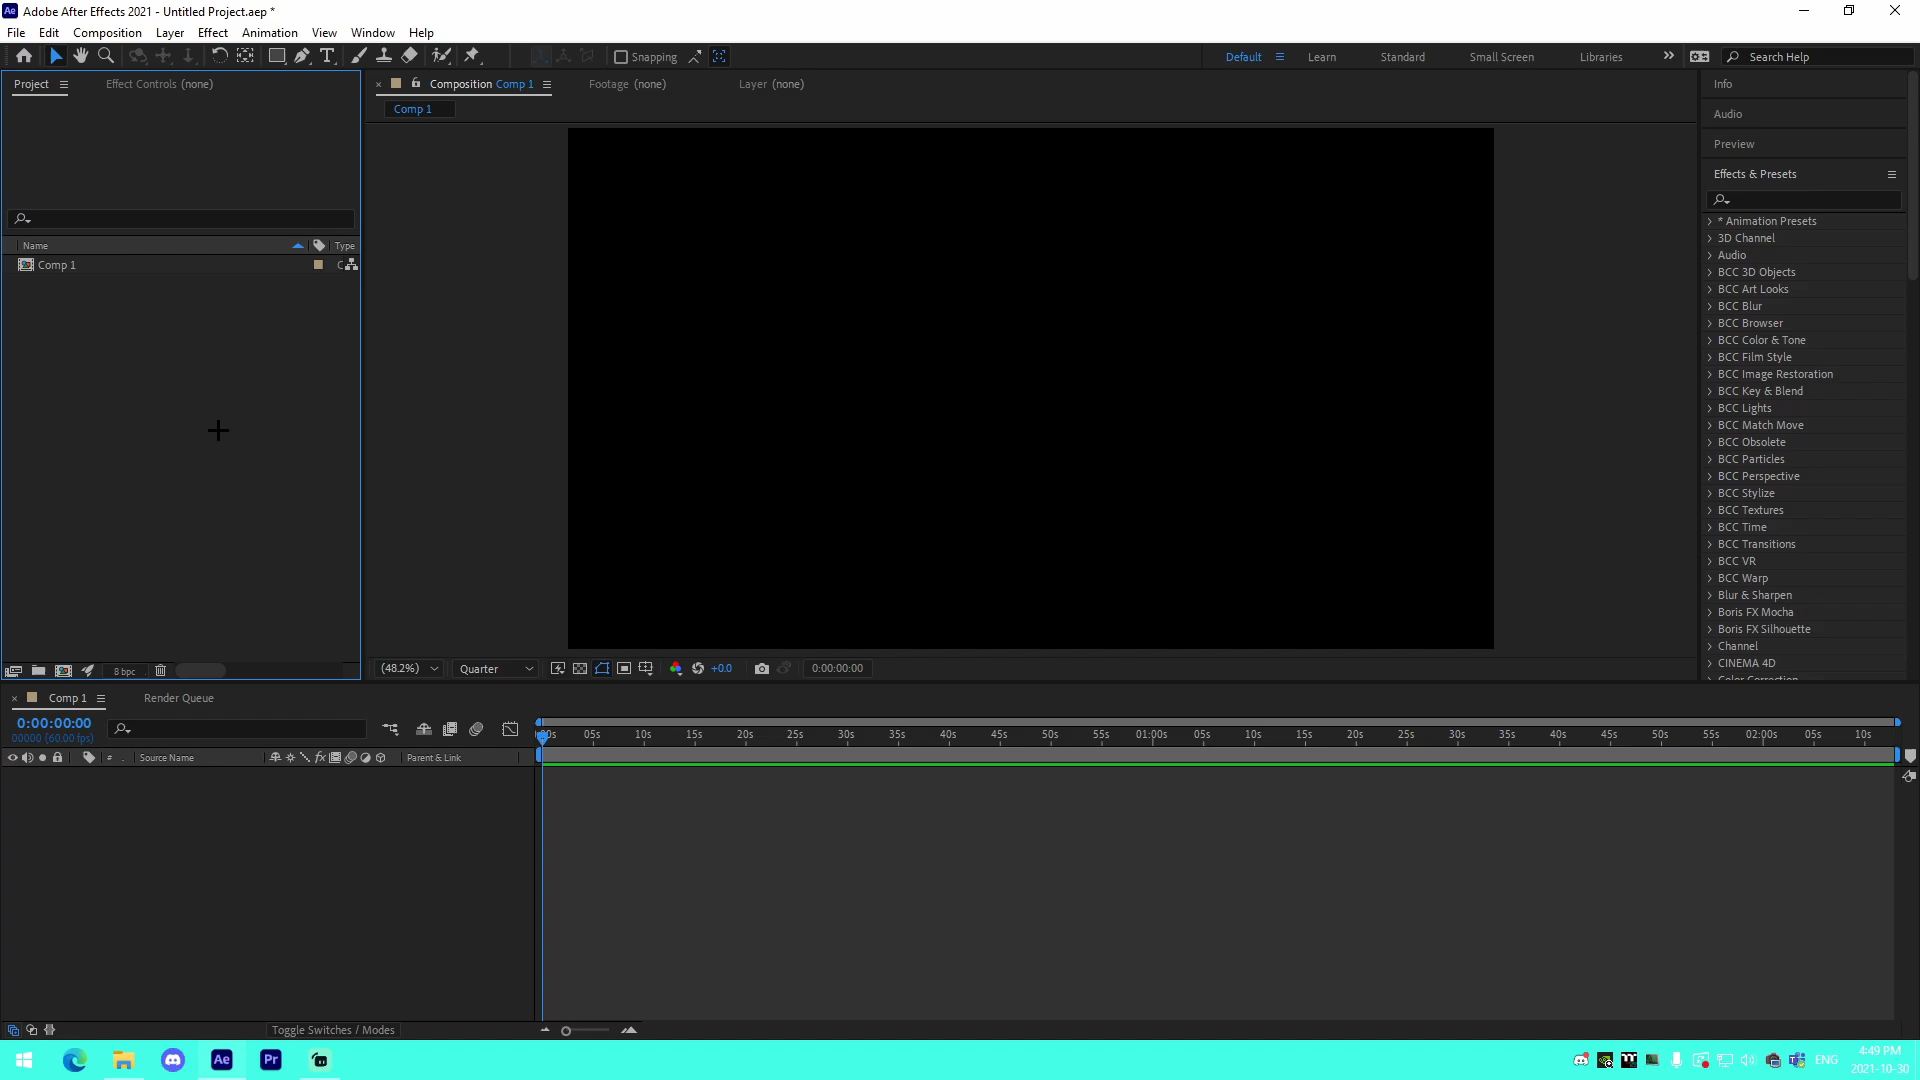 Ae Adobe After Effects 2021 - Untitled Project.aep *
File Edit Composition Layer Effect Animation View Window Help
Snapping Default Learn Standard Small Screen Libraries Search Help
Project Effect Controls (none)
Name Type
Comp 1 C
8 bpc
Composition Comp 1 Footage (none) Layer (none)
Comp 1
(48.2%) Quarter +0.0 0:00:00:00
Info
Audio
Preview
Effects & Presets
* Animation Presets
3D Channel
Audio
BCC 3D Objects
BCC Art Looks
BCC Blur
BCC Browser
BCC Color & Tone
BCC Film Style
BCC Image Restoration
BCC Key & Blend
BCC Lights
BCC Match Move
BCC Obsolete
BCC Particles
BCC Perspective
BCC Stylize
BCC Textures
BCC Time
BCC Transitions
BCC VR
BCC Warp
Blur & Sharpen
Boris FX Mocha
Boris FX Silhouette
Channel
CINEMA 4D
Color Correction
Comp 1 Render Queue
0:00:00:00
00000 (60.00 fps)
:00s 05s 10s 15s 20s 25s 30s 35s 40s 45s 50s 55s 01:00s 05s 10s 15s 20s 25s 30s 35s 40s 45s 50s 55s 02:00s 05s 10s
# . Source Name fx Parent & Link
Toggle Switches / Modes
Ae Pr ENG
4:49 PM
2021-10-30